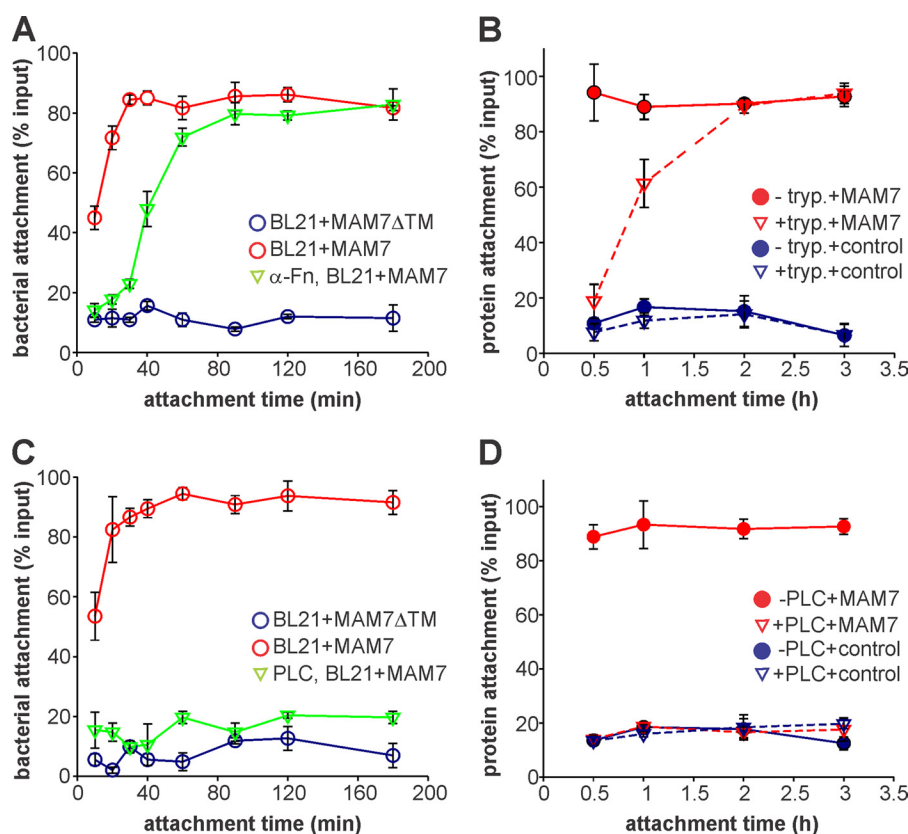 A
bacterial attachment (% input)
100
80
60
40
20
0
BL21+MAM7ΔTM
BL21+MAM7
α-Fn, BL21+MAM7
0 40 80 120 160 200
attachment time (min)
B
protein attachment (% input)
100
80
60
40
20
0
- tryp.+MAM7
+tryp.+MAM7
- tryp.+control
+tryp.+control
0 0.5 1 1.5 2 2.5 3 3.5
attachment time (h)
C
bacterial attachment (% input)
100
80
60
40
20
0
BL21+MAM7ΔTM
BL21+MAM7
PLC, BL21+MAM7
0 40 80 120 160 200
attachment time (min)
D
protein attachment (% input)
100
80
60
40
20
0
-PLC+MAM7
+PLC+MAM7
-PLC+control
+PLC+control
0 0.5 1 1.5 2 2.5 3 3.5
attachment time (h)